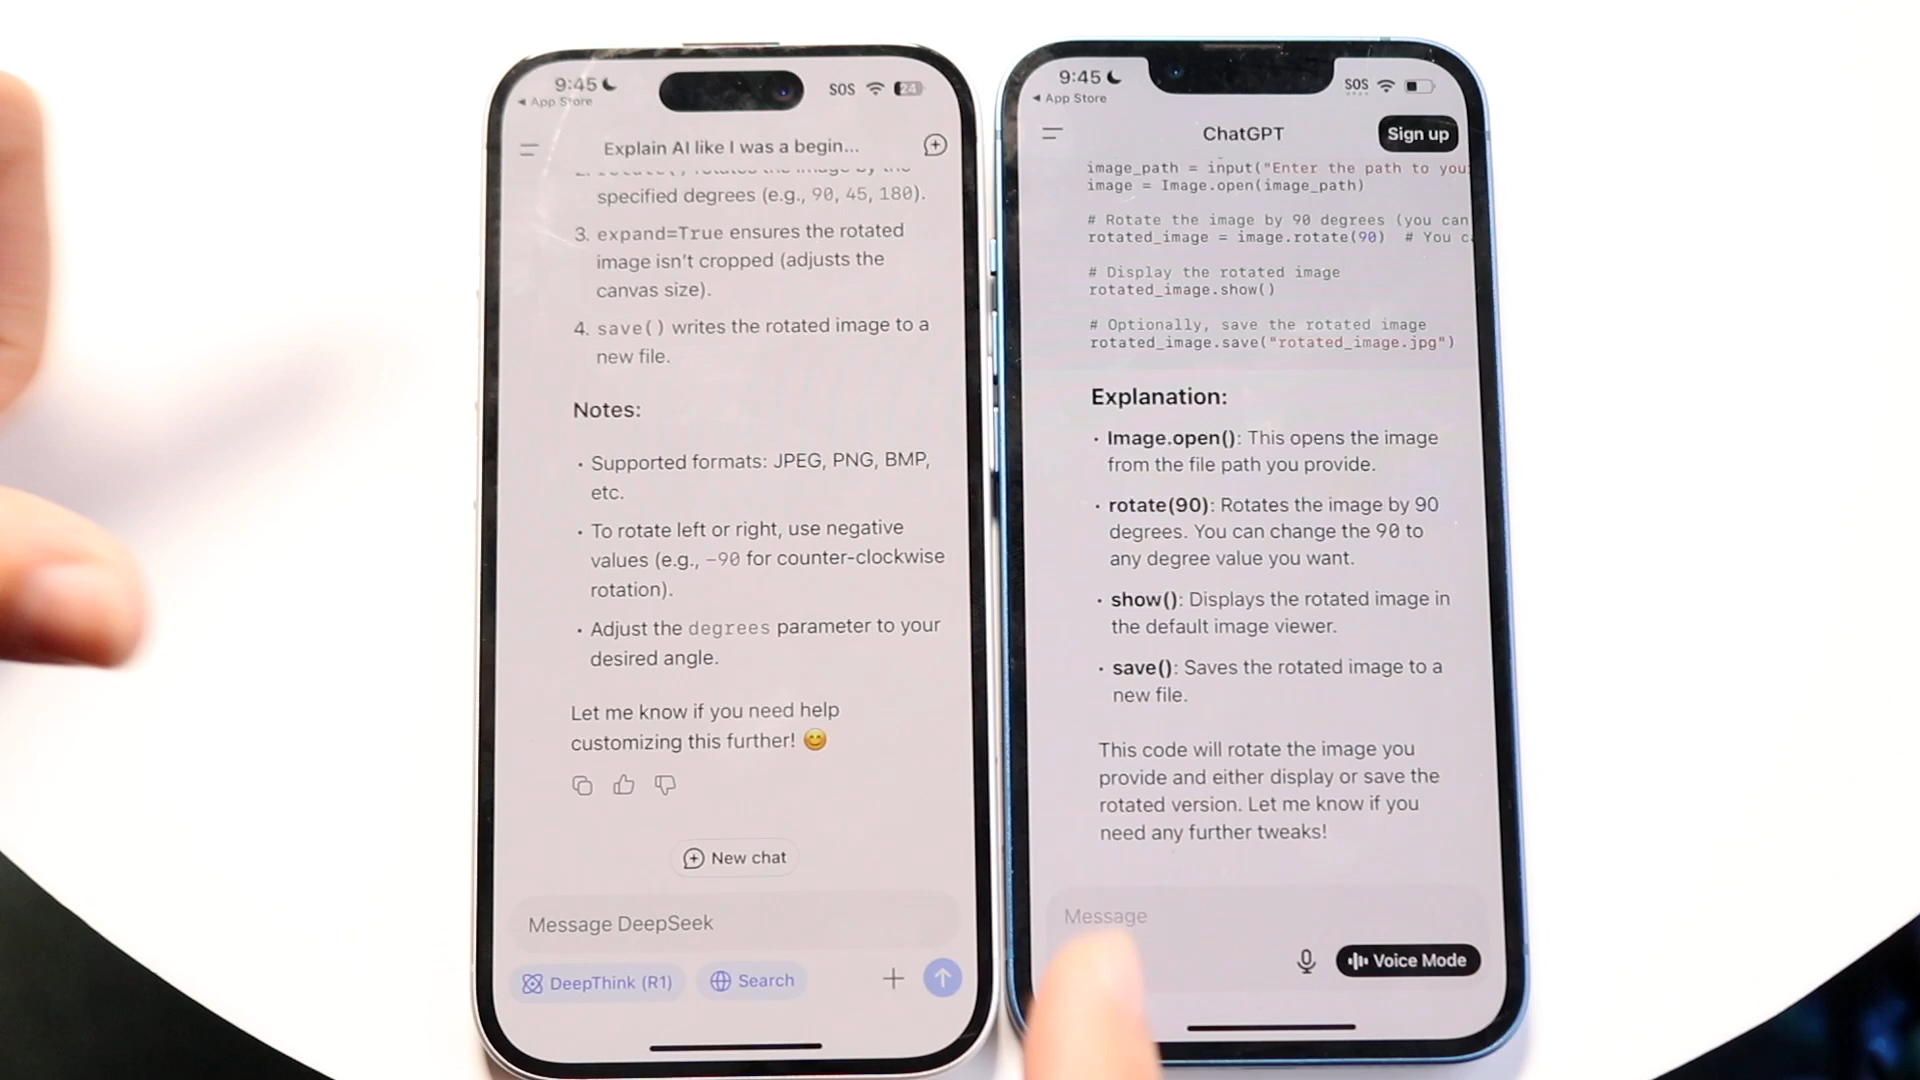 9:45
SOS
24
◂ App Store
Explain AI like I was a begin...
specified degrees (e.g., 90, 45, 180).
3. expand=True ensures the rotated
image isn't cropped (adjusts the
canvas size).
4. save() writes the rotated image to a
new file.
Notes:
• Supported formats: JPEG, PNG, BMP,
etc.
• To rotate left or right, use negative
values (e.g., -90 for counter-clockwise
rotation).
• Adjust the degrees parameter to your
desired angle.
Let me know if you need help
customizing this further! 😊
New chat
Message DeepSeek
DeepThink (R1)
Search
9:45
SOS
◂ App Store
ChatGPT
Sign up
image_path = input("Enter the path to you
image = Image.open(image_path)
# Rotate the image by 90 degrees (you can
rotated_image = image.rotate(90) # You c
# Display the rotated image
rotated_image.show()
# Optionally, save the rotated image
rotated_image.save("rotated_image.jpg")
Explanation:
• Image.open(): This opens the image
from the file path you provide.
• rotate(90): Rotates the image by 90
degrees. You can change the 90 to
any degree value you want.
• show(): Displays the rotated image in
the default image viewer.
• save(): Saves the rotated image to a
new file.
This code will rotate the image you
provide and either display or save the
rotated version. Let me know if you
need any further tweaks!
Message
Voice Mode